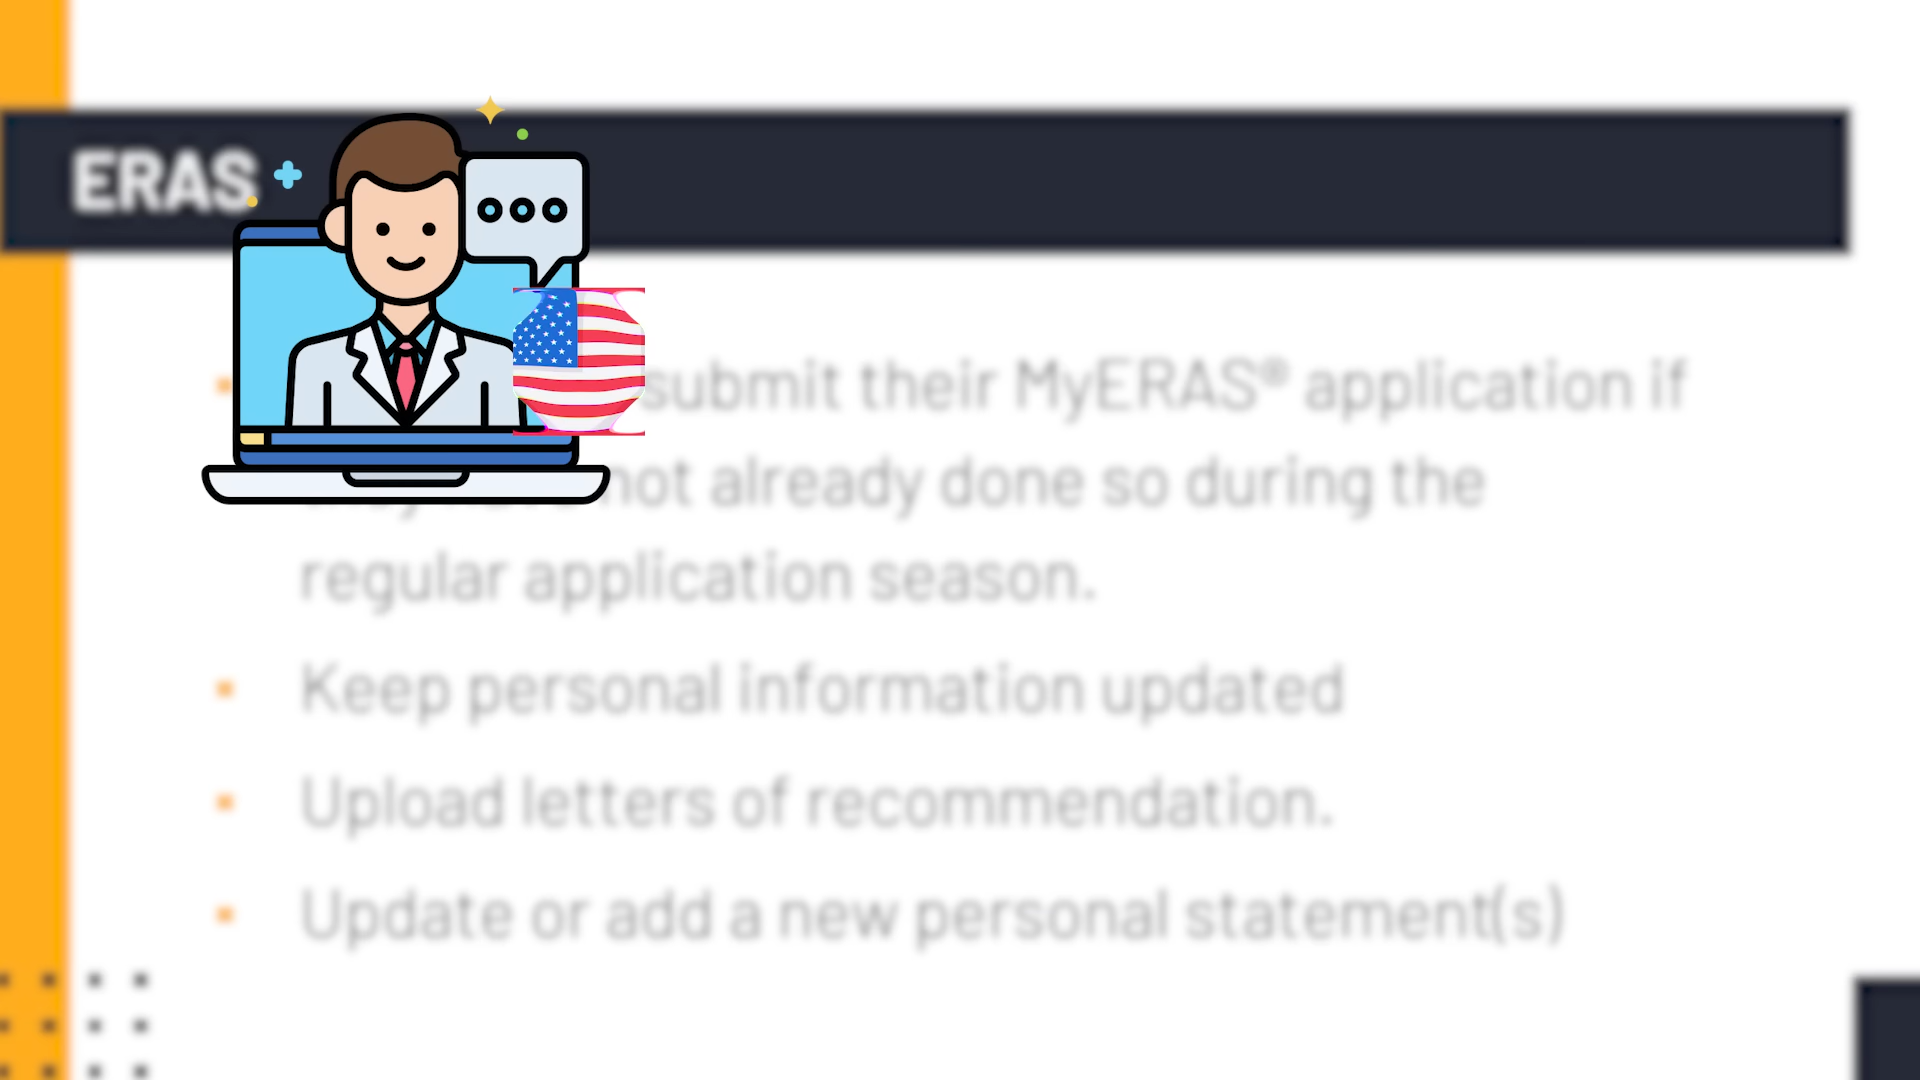 ERAS
submit their MyERAS® application if
not already done so during the
regular application season.
Keep personal information updated
Upload letters of recommendation.
Update or add a new personal statement(s)